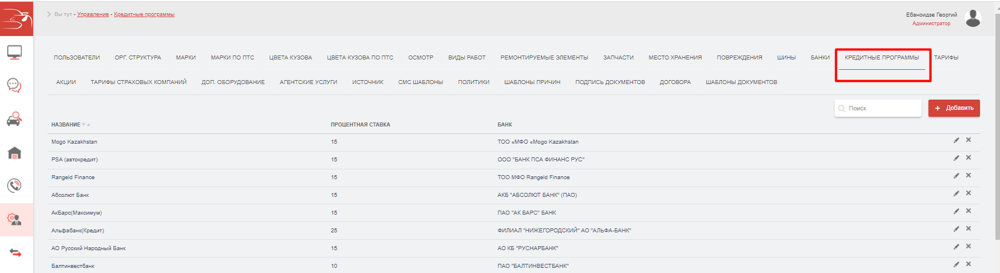 Вы тут - Управление - Кредитные программы
Ебаноидзе Георгий
Администратор
ПОЛЬЗОВАТЕЛИ ОРГ. СТРУКТУРА МАРКИ МАРКИ ПО ПТС ЦВЕТА КУЗОВА ЦВЕТА КУЗОВА ПО ПТС ОСМОТР ВИДЫ РАБОТ РЕМОНТИРУЕМЫЕ ЭЛЕМЕНТЫ ЗАПЧАСТИ МЕСТО ХРАНЕНИЯ ПОВРЕЖДЕНИЯ ШИНЫ БАНКИ КРЕДИТНЫЕ ПРОГРАММЫ ТАРИФЫ
АКЦИИ ТАРИФЫ СТРАХОВЫХ КОМПАНИЙ ДОП. ОБОРУДОВАНИЕ АГЕНТСКИЕ УСЛУГИ ИСТОЧНИК СМС ШАБЛОНЫ ПОЛИТИКИ ШАБЛОНЫ ПРИЧИН ПОДПИСЬ ДОКУМЕНТОВ ДОГОВОРА ШАБЛОНЫ ДОКУМЕНТОВ
Поиск + Добавить
НАЗВАНИЕ ПРОЦЕНТНАЯ СТАВКА БАНК
Mogo Kazakhstan 15 ТОО «МФО «Mogo Kazakhstan
PSA (автокредит) 15 ООО "БАНК ПСА ФИНАНС РУС"
Rangeld Finance 15 ТОО МФО Rangeld Finance
Абсолют Банк 15 АКБ "АБСОЛЮТ БАНК" (ПАО)
АкБарс(Максимум) 15 ПАО "АК БАРС" БАНК
Альфабанк(Кредит) 25 ФИЛИАЛ "НИЖЕГОРОДСКИЙ" АО "АЛЬФА-БАНК"
АО Русский Народный Банк 15 АО КБ "РУСНАРБАНК"
Балтинвестбанк 10 ПАО "БАЛТИНВЕСТБАНК"